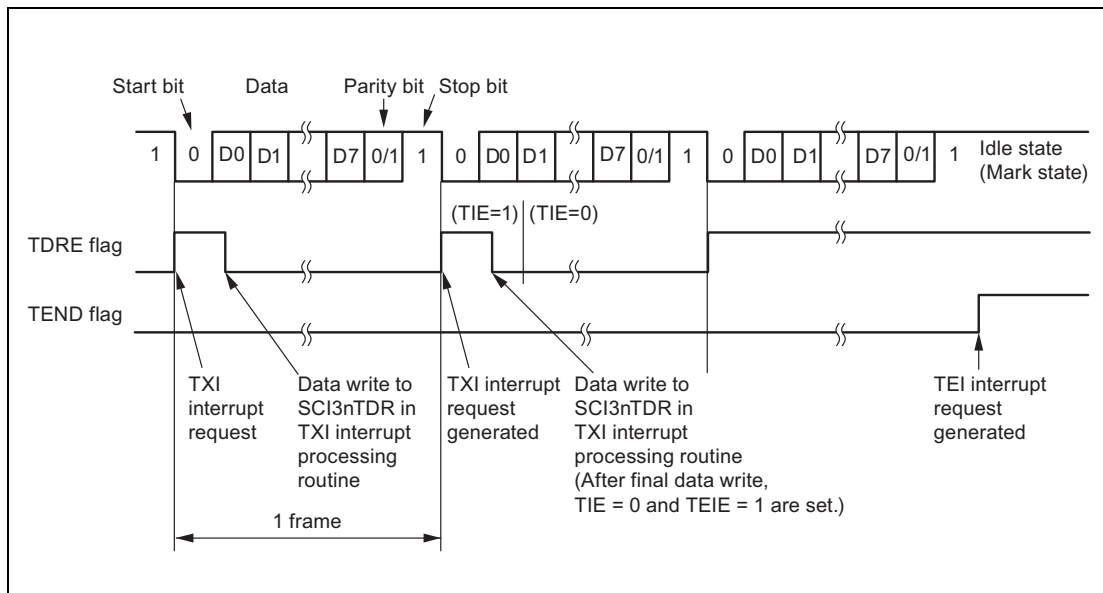 Start bit Data Parity bit Stop bit
1 0 D0 D1 D7 0/1 1 0 D0 D1 D7 0/1 1 0 D0 D1 D7 0/1 1 Idle state
(Mark state)
(TIE=1) (TIE=0)
TDRE flag
TEND flag
TXI
interrupt
request
Data write to
SCI3nTDR in
TXI interrupt
processing
routine
TXI interrupt
request
generated
Data write to
SCI3nTDR in
TXI interrupt
processing routine
(After final data write,
TIE = 0 and TEIE = 1 are set.)
TEI interrupt
request
generated
1 frame